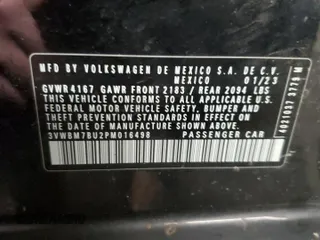 MFD. BY VOLKSWAGEN DE MEXICO S.A. DE C.V.
MEXICO 01/23
GVWR 4167 GAWR FRONT 2183 / REAR 2094 LBS
THIS VEHICLE CONFORMS TO ALL APPLICABLE
U.S. FEDERAL MOTOR VEHICLE SAFETY, BUMPER AND
THEFT PREVENTION STANDARDS IN EFFECT ON THE
DATE OF MANUFACTURE SHOWN ABOVE.
3VWBM7BU2PM016498 PASSENGER CAR